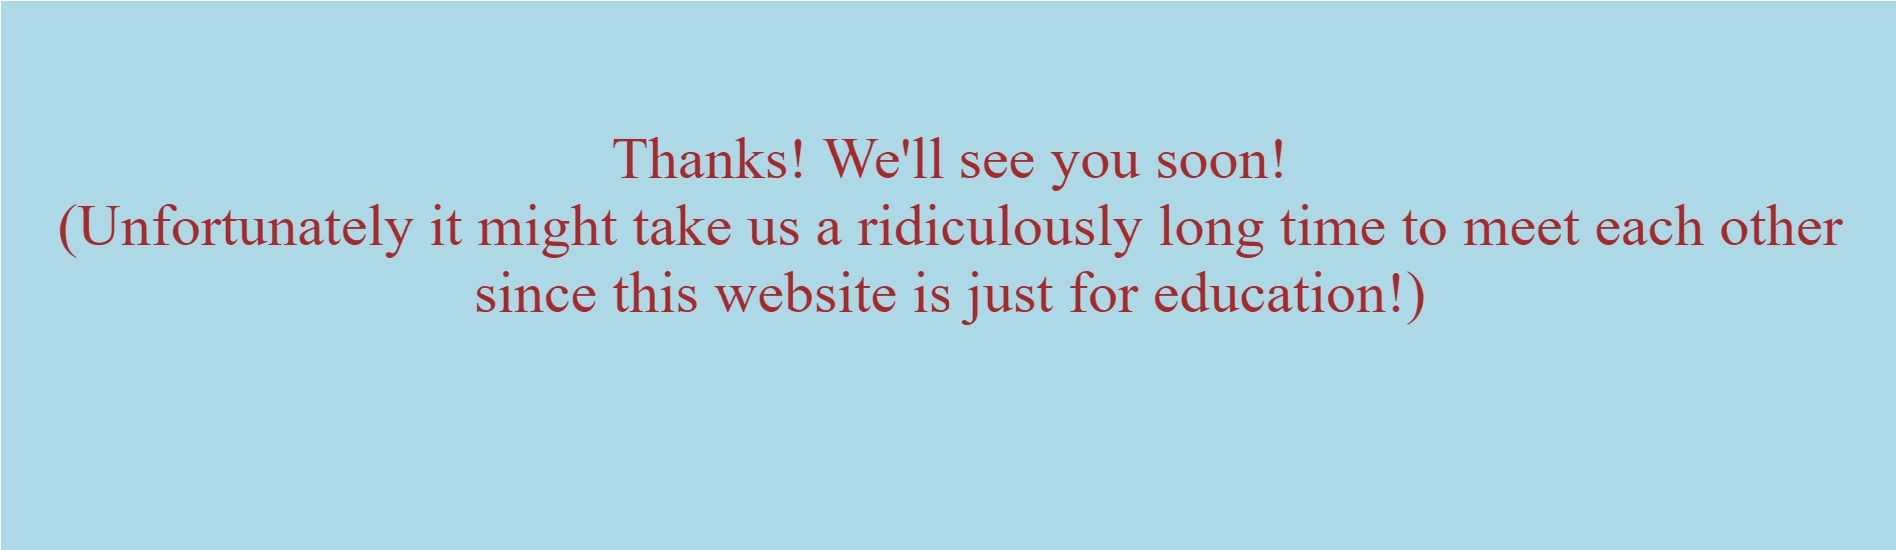 Thanks! We'll see you soon!
(Unfortunately it might take us a ridiculously long time to meet each other
since this website is just for education!)